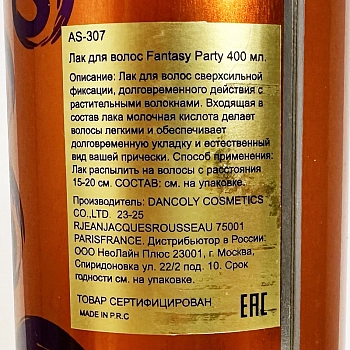 AS-307
Лак для волос Fantasy Party 400 мл.
Описание: Лак для волос сверхсильной
фиксации, долговременного действия с
растительными волокнами. Входящая в
состав лака молочная кислота делает
волосы легкими и обеспечивает
долговременную укладку и естественный
вид вашей прически. Способ применения:
Лак распылить на волосы с расстояния
15-20 см. СОСТАВ: см. на упаковке.
Производитель: DANCOLY COSMETICS
CO.,LTD. 23-25
RJEANJACQUESROUSSEAU 75001
PARISFRANCE. Дистрибьютор в России:
ООО НеоЛайн Плюс 23001, г. Москва,
Спиридоновка ул. 22/2 под. 10. Срок
годности см. на упаковке.
ТОВАР СЕРТИФИЦИРОВАН
MADE IN P.R.C
EAC